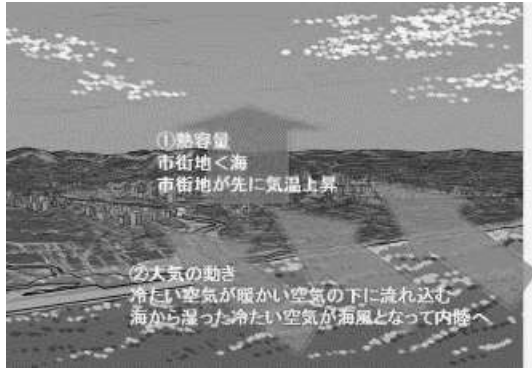 ①熱容量
市街地＜海
市街地が先に気温上昇
②大気の動き
冷たい空気が暖かい空気の下に流れ込む
海から湿った冷たい空気が海風となって内陸へ